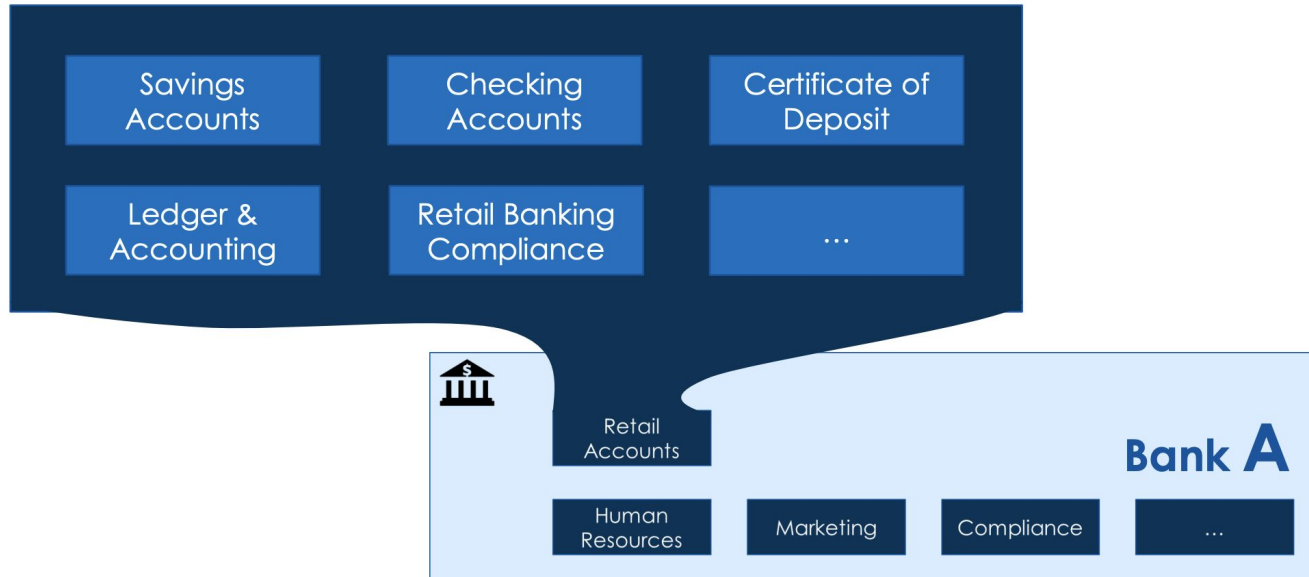 Savings
Accounts
Checking
Accounts
Certificate of
Deposit
Ledger &
Accounting
Retail Banking
Compliance
...
$
Retail
Accounts
Bank A
Human
Resources
Marketing
Compliance
...